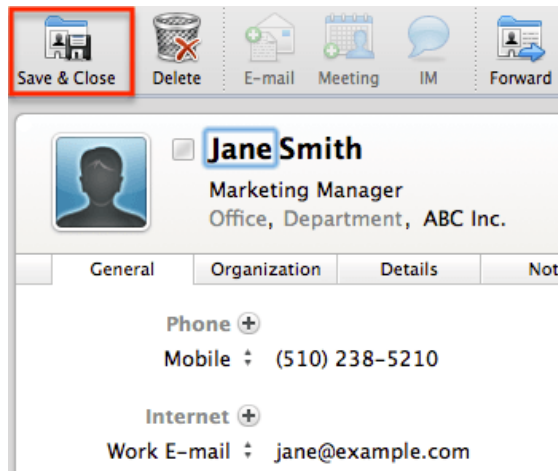 Save & Close Delete E-mail Meeting IM Forward
Jane Smith
Marketing Manager
Office, Department, ABC Inc.
General Organization Details Not
Phone
Mobile (510) 238-5210
Internet
Work E-mail jane@example.com